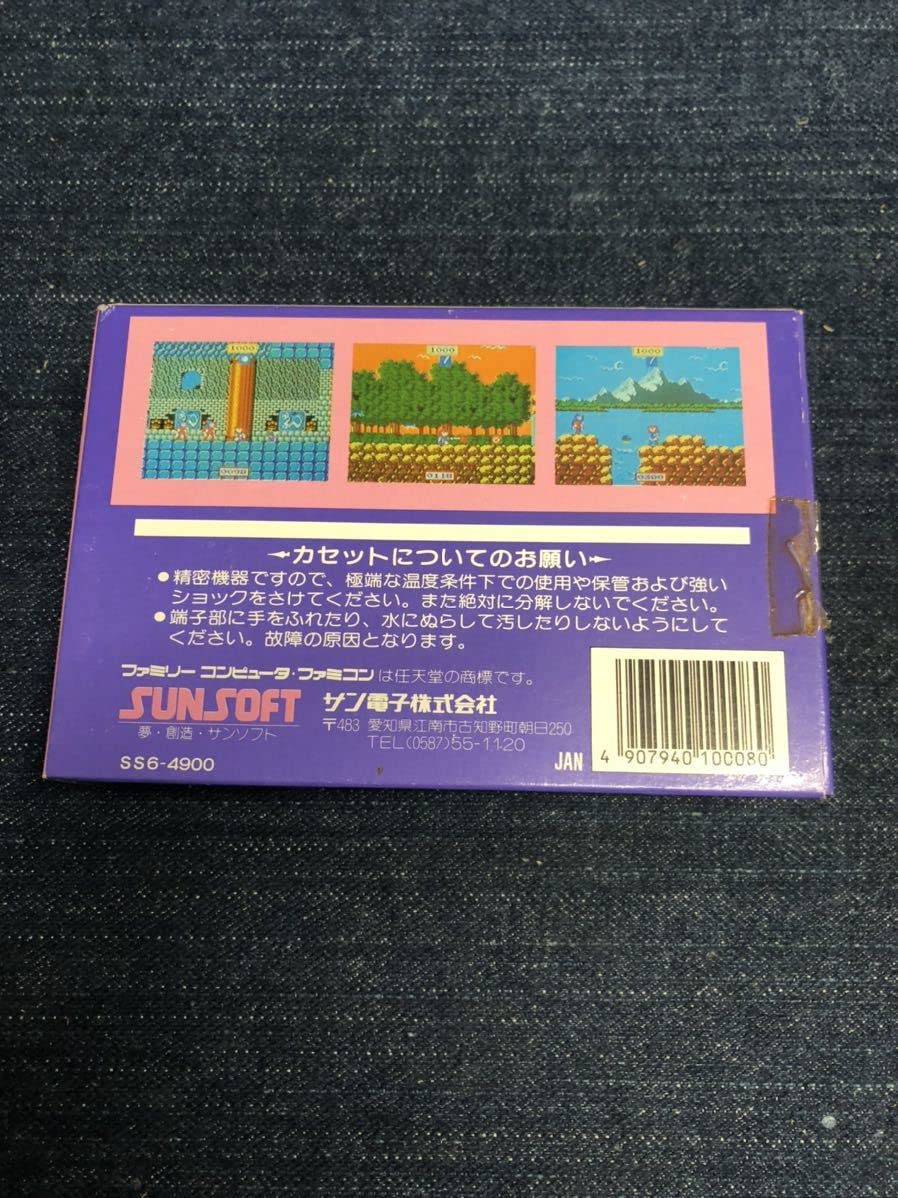 1000
1000
1000
0098
0118
0300
カセットについてのお願い
●精密機器ですので、極端な温度条件下での使用や保管および強い
ショックをさけてください。また絶対に分解しないでください。
●端子部に手をふれたり、水にぬらして汚したりしないようにして
ください。故障の原因となります。
ファミリー コンピュータ・ファミコン は任天堂の商標です。
SUNSOFT サン電子株式会社
夢・創造・サンソフト
〒483 愛知県江南市古知野町朝日250
TEL(0587)55-1120
SS6-4900
JAN 4 907940 100080